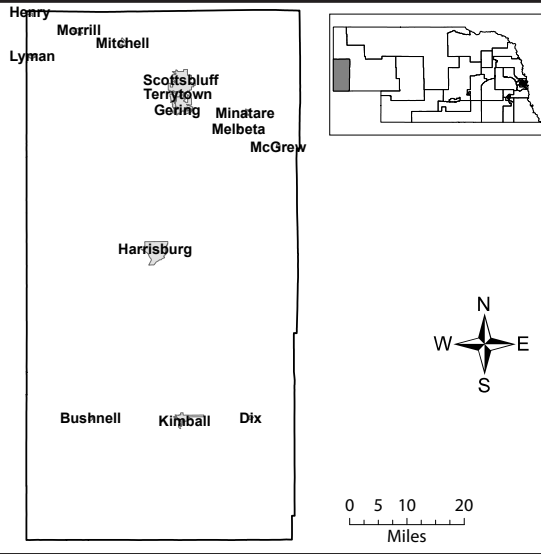 Henry
Morrill
Mitchell
Lyman
Scottsbluff
Terrytown
Gering
Minatare
Melbeta
McGrew
Harrisburg
Bushnell
Kimball
Dix
N
W E
S
0 5 10 20
Miles